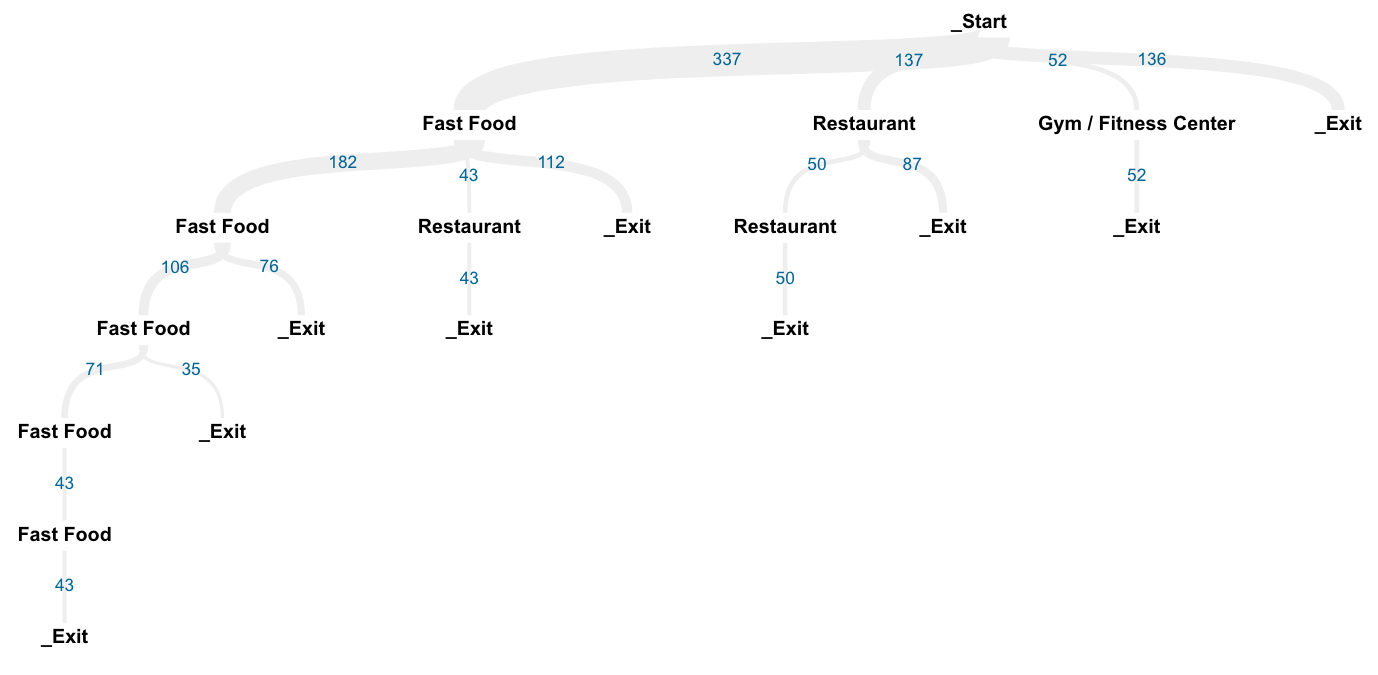 _Start
337 137 52 136
Fast Food Restaurant Gym / Fitness Center _Exit
182 43 112 50 87 52
Fast Food Restaurant _Exit Restaurant _Exit _Exit
106 76 43 50
Fast Food _Exit _Exit _Exit
71 35
Fast Food _Exit
43
Fast Food
43
_Exit